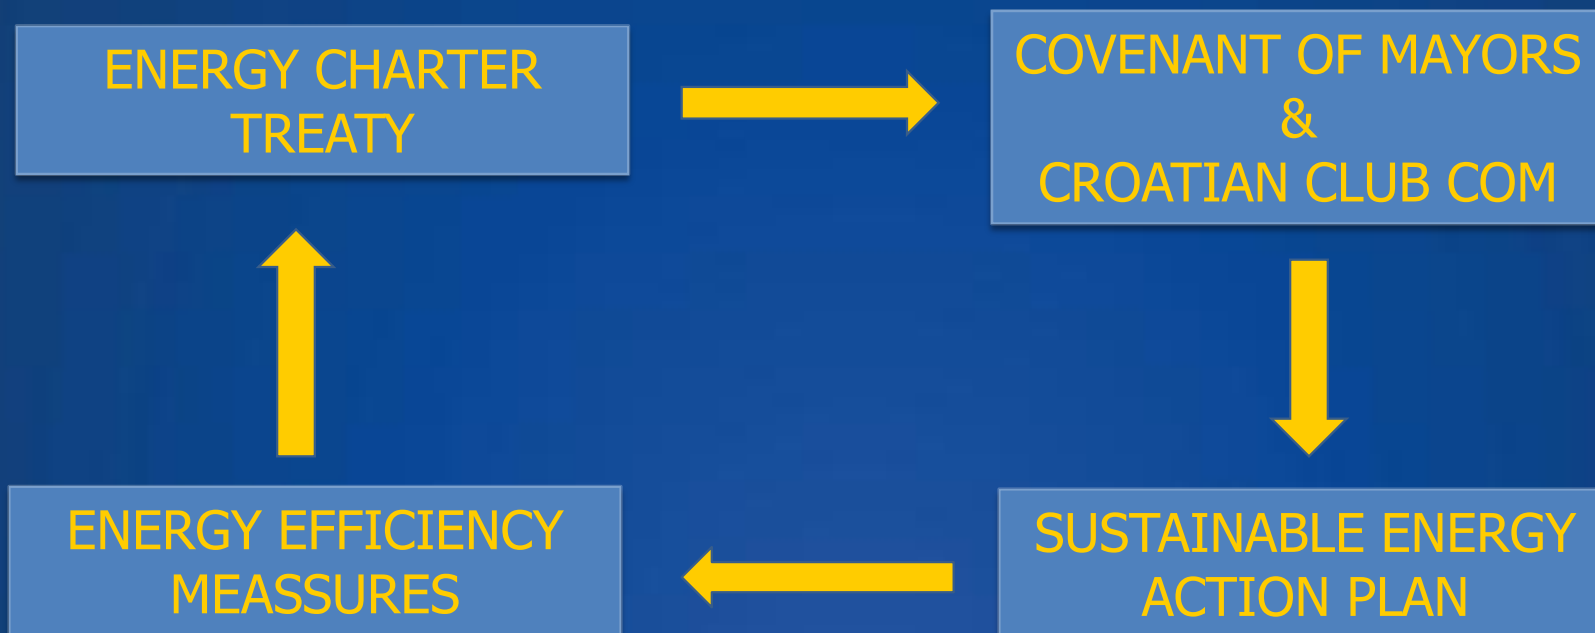 ENERGY CHARTER
TREATY
COVENANT OF MAYORS
&
CROATIAN CLUB COM
ENERGY EFFICIENCY
MEASSURES
SUSTAINABLE ENERGY
ACTION PLAN